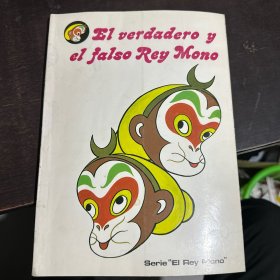 El verdadero y
el falso Rey Mono
Serie "El Rey Mono"